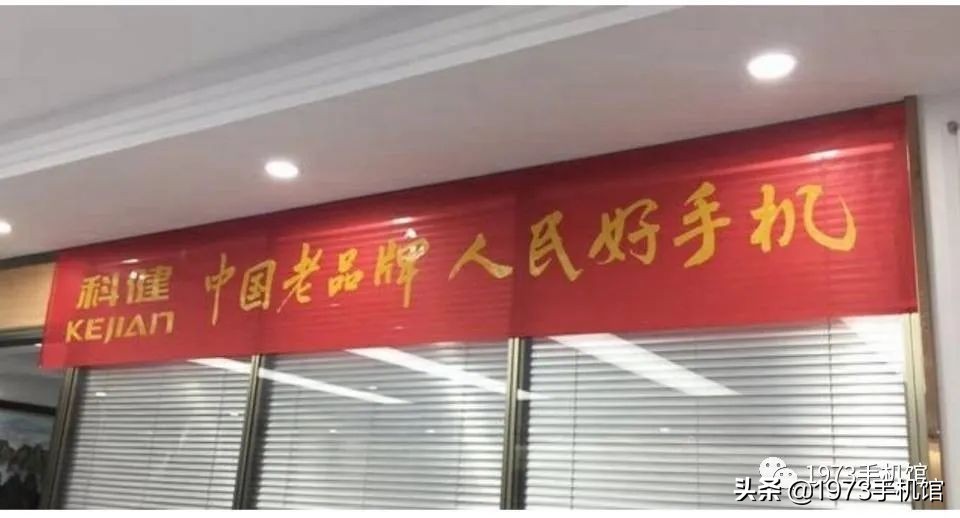 科健
KEJIAN
中国老品牌 人民好手机
1973手机馆
头条 @1973手机馆